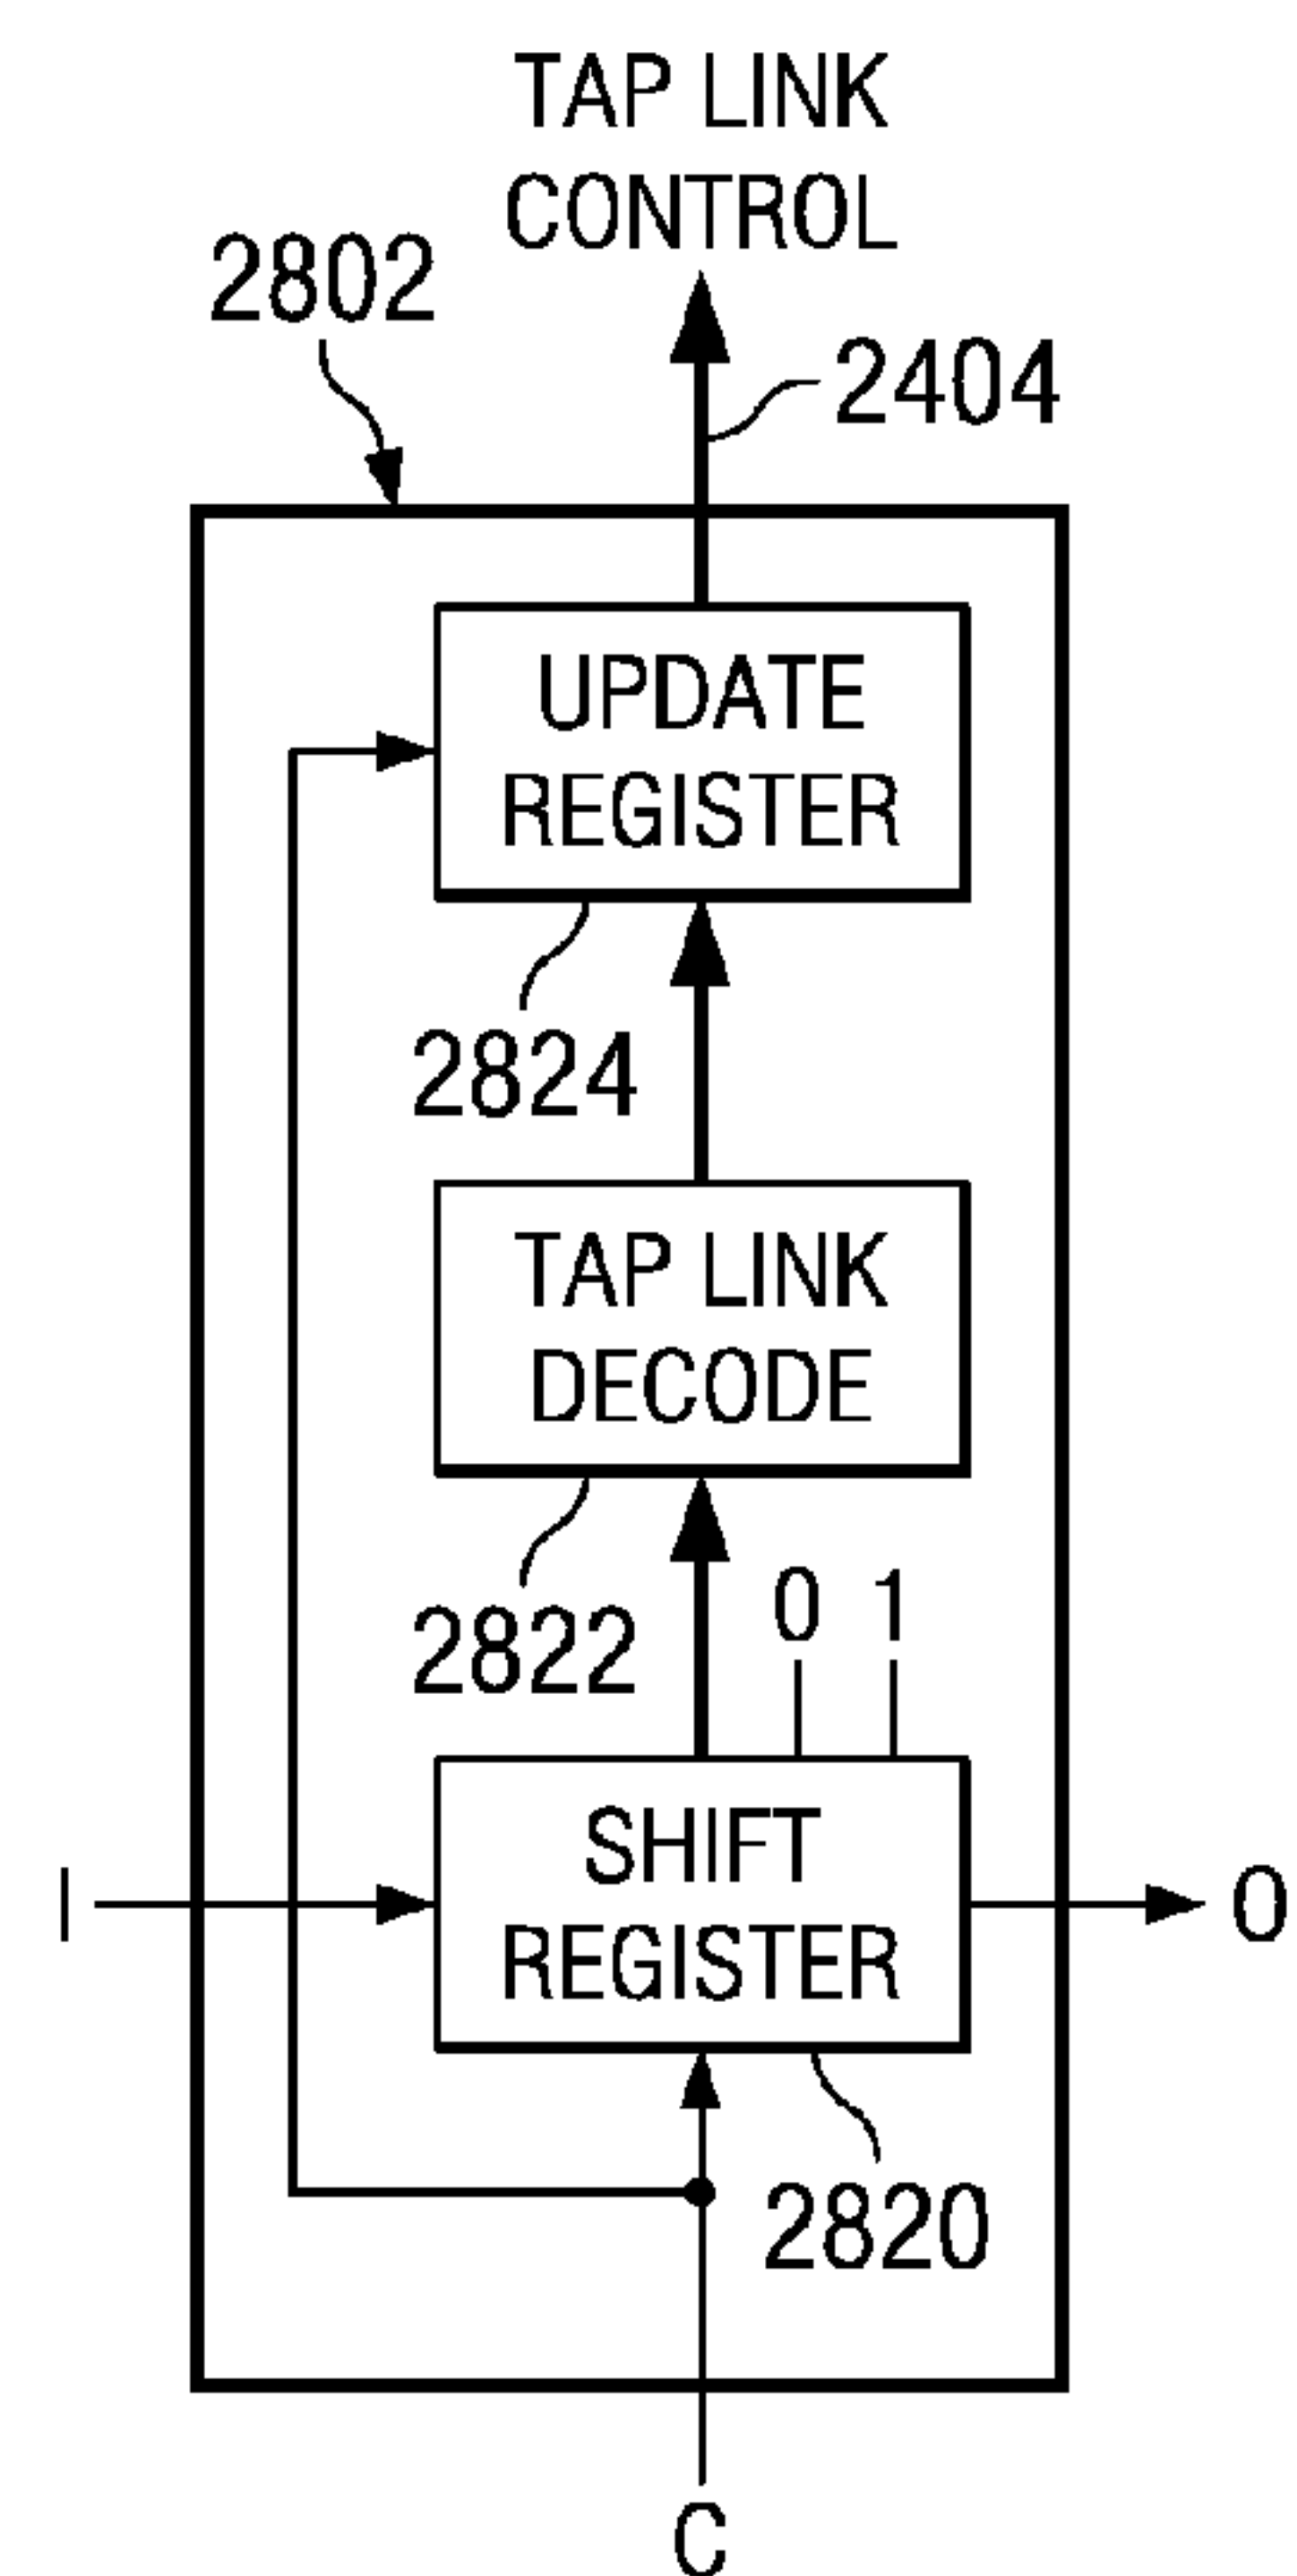 TAP LINK
CONTROL
2802
2404
UPDATE
REGISTER
2824
TAP LINK
DECODE
2822
0 1
SHIFT
REGISTER
I
O
2820
C